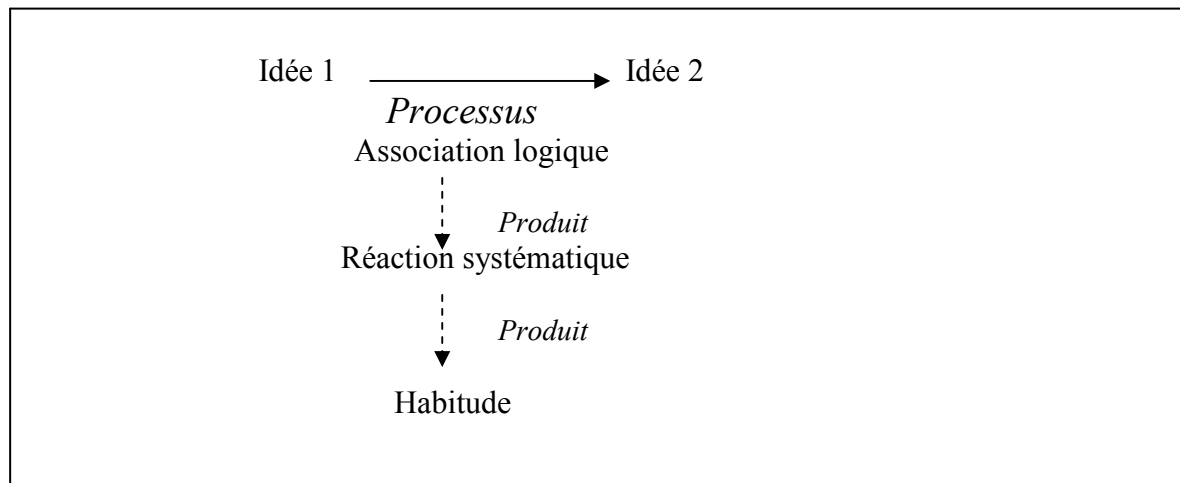 Idée 1 Idée 2
Processus
Association logique
Produit
Réaction systématique
Produit
Habitude